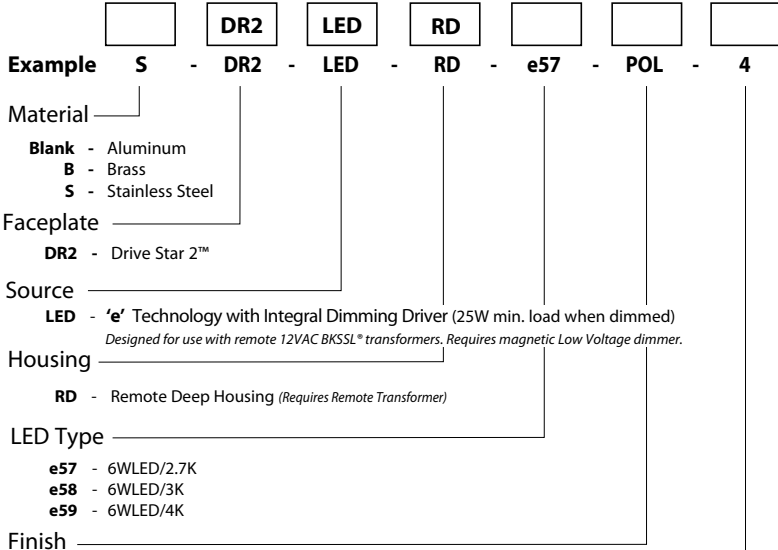 DR2 LED RD
Example S - DR2 - LED - RD - e57 - POL - 4
Material
Blank - Aluminum
B - Brass
S - Stainless Steel
Faceplate
DR2 - Drive Star 2™
Source
LED - ‘e’ Technology with Integral Dimming Driver (25W min. load when dimmed)
Designed for use with remote 12VAC BKSSL® transformers. Requires magnetic Low Voltage dimmer.
Housing
RD - Remote Deep Housing (Requires Remote Transformer)
LED Type
e57 - 6WLED/2.7K
e58 - 6WLED/3K
e59 - 6WLED/4K
Finish